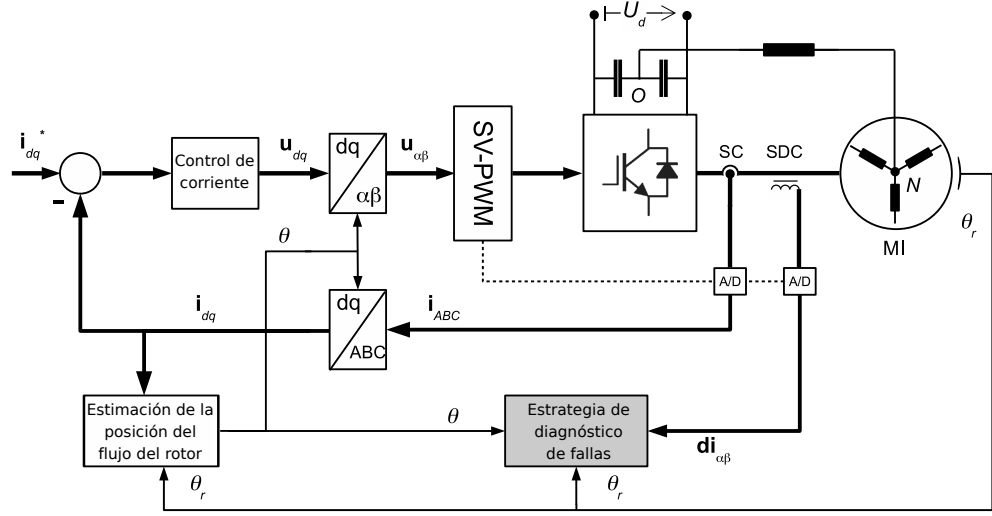 U_d
O
i_dq*
Control de
corriente
u_dq
dq
αβ
u_αβ
SV-PWM
SC
SDC
N
MI
θ_r
-
θ
A/D
A/D
i_dq
dq
ABC
i_ABC
Estimación de la
posición del
flujo del rotor
θ
Estrategia de
diagnóstico
de fallas
di_αβ
θ_r
θ_r